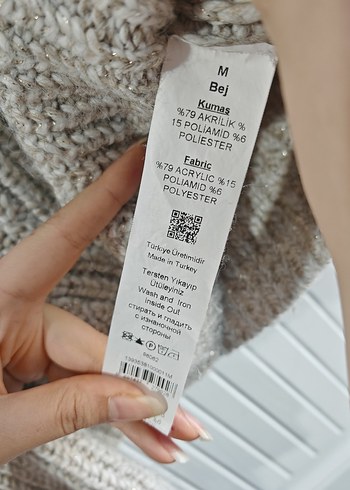 M
Bej
Kumaş
%79 AKRİLİK %
15 POLİAMİD %6
POLİESTER
Fabric
%79 ACRYLIC %15
POLIAMID %6
POLYESTER
Türkiye Üretimidir
Made in Turkey
Tersten Yıkayıp
Ütüleyiniz
Wash and Iron
Inside Out
стирать и гладить
с изнаночной
стороны